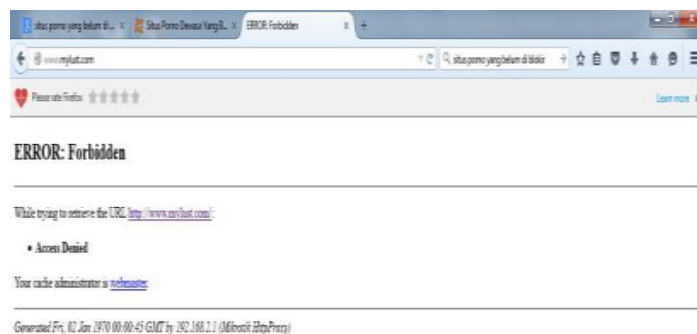 situs porno yang belum di...
Situs Porno Dewasa Yang B...
ERROR: Forbidden
www.mylust.com
situs porno yang belum di blokir
Please rate Firefox
Learn more
ERROR: Forbidden
While trying to retrieve the URL http://www.mylust.com/:
• Access Denied
Your cache administrator is webmaster.
Generated Fri, 02 Jan 1970 00:00:45 GMT by 192.168.2.1 (Mikrotik HttpProxy)